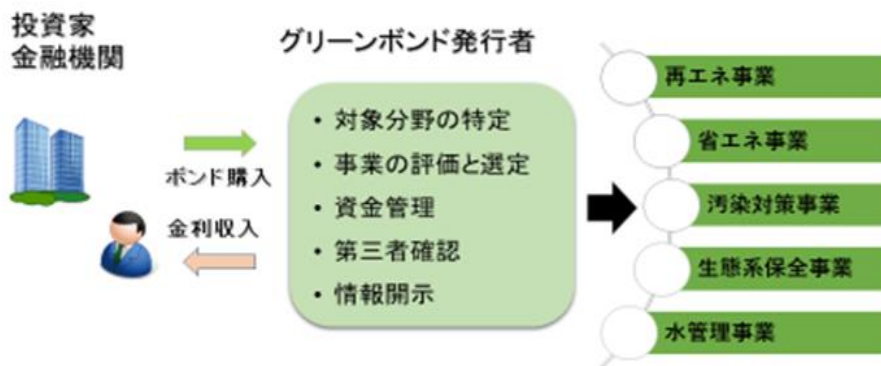 投資家
金融機関
ボンド購入
金利収入
グリーンボンド発行者
・対象分野の特定
・事業の評価と選定
・資金管理
・第三者確認
・情報開示
再エネ事業
省エネ事業
汚染対策事業
生態系保全事業
水管理事業